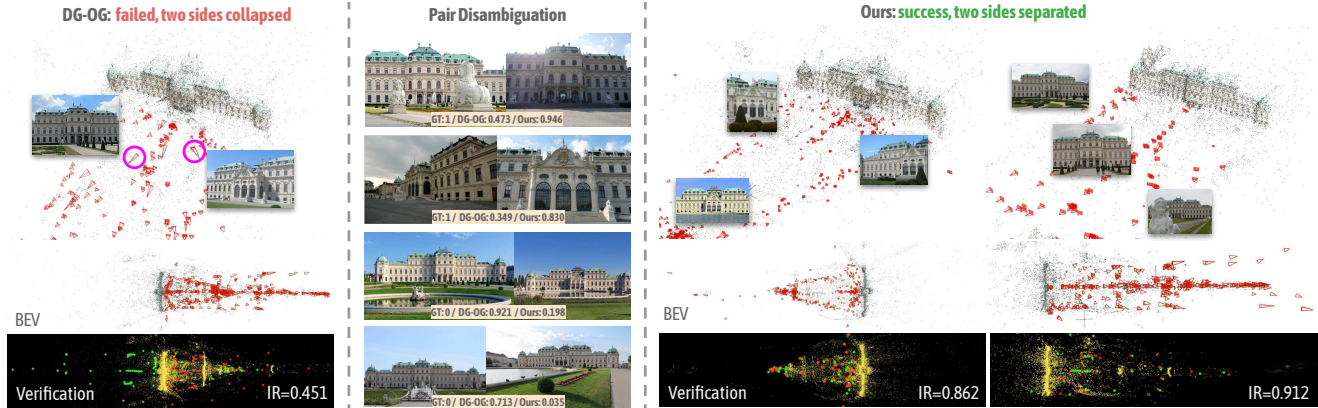 DG-OG: failed, two sides collapsed
BEV
Verification
IR=0.451
Pair Disambiguation
GT: 1 / DG-OG: 0.473 / Ours: 0.946
GT: 1 / DG-OG: 0.349 / Ours: 0.830
GT: 0 / DG-OG: 0.921 / Ours: 0.198
GT: 0 / DG-OG: 0.713 / Ours: 0.035
Ours: success, two sides separated
BEV
Verification
IR=0.862
IR=0.912